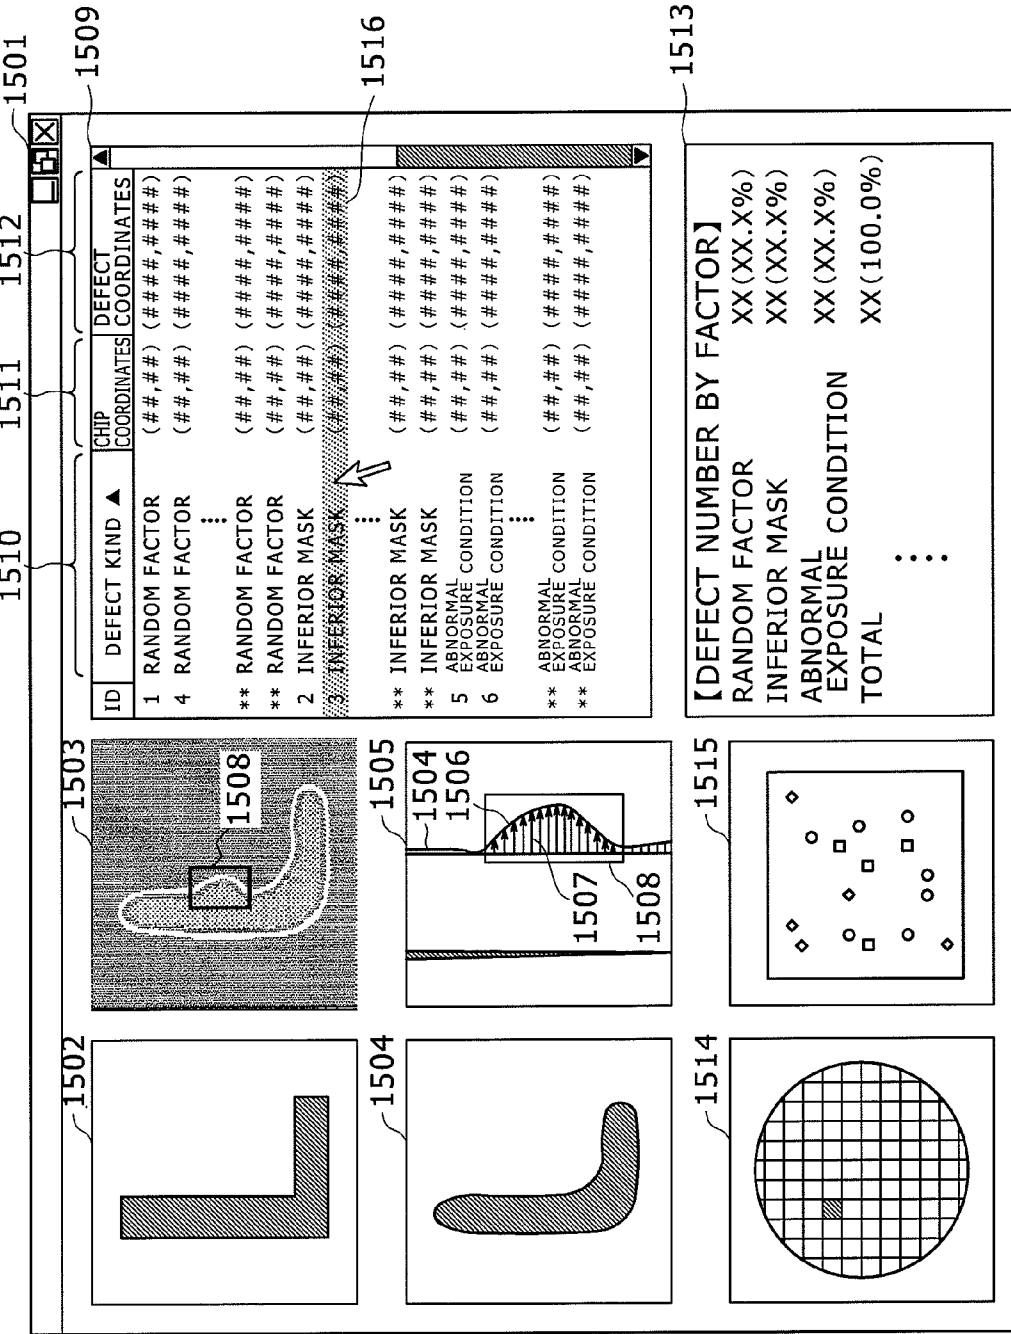 1501
1510
1511
1512
1509
1502
1503
1508
ID
DEFECT KIND ▲
CHIP COORDINATES
DEFECT COORDINATES
1 RANDOM FACTOR (##,##) (####,####)
4 RANDOM FACTOR (##,##) (####,####)
⋮
** RANDOM FACTOR (##,##) (####,####)
** RANDOM FACTOR (##,##) (####,####)
2 INFERIOR MASK (##,##) (####,####)
3 INFERIOR MASK (##,##) (####,####)
⋮
** INFERIOR MASK (##,##) (####,####)
** INFERIOR MASK (##,##) (####,####)
5 ABNORMAL EXPOSURE CONDITION (##,##) (####,####)
6 ABNORMAL EXPOSURE CONDITION (##,##) (####,####)
⋮
** ABNORMAL EXPOSURE CONDITION (##,##) (####,####)
** ABNORMAL EXPOSURE CONDITION (##,##) (####,####)
1516
1504
1505
1504
1506
1507
1508
1514
1515
1513
【DEFECT NUMBER BY FACTOR】
RANDOM FACTOR XX(XX.X%)
INFERIOR MASK XX(XX.X%)
ABNORMAL
EXPOSURE CONDITION XX(XX.X%)
TOTAL XX(100.0%)
⋮